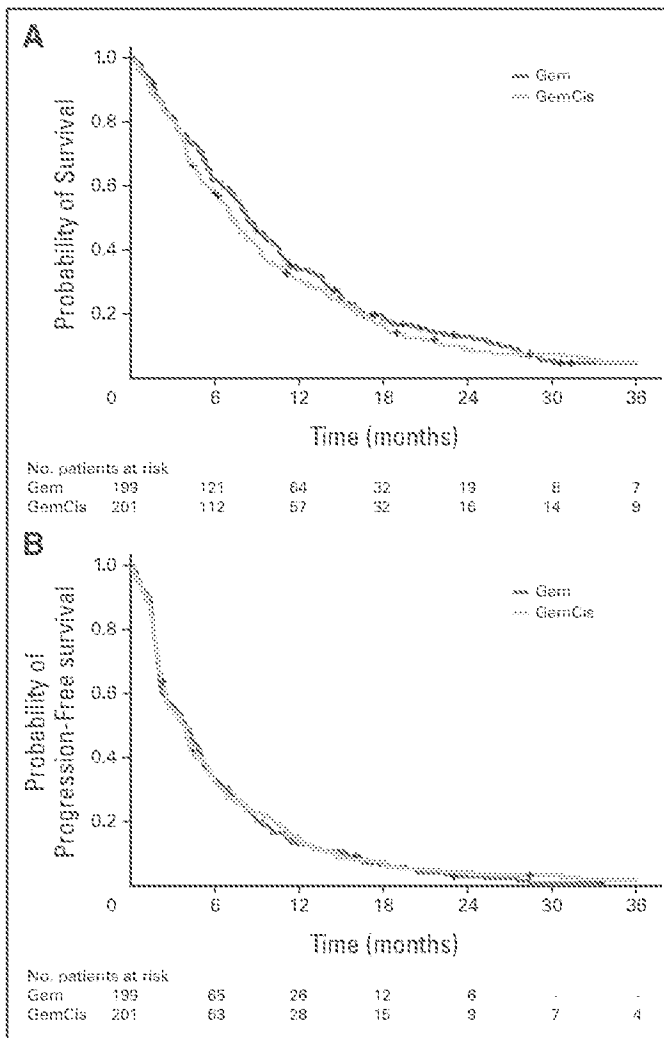 A
1.0
0.8
0.6
0.4
0.2
Probability of Survival
Gem
GemCis
0 6 12 18 24 30 36
Time (months)
No. patients at risk
Gem 199 121 64 32 19 8 7
GemCis 201 112 57 32 16 14 9
B
1.0
0.8
0.6
0.4
0.2
Probability of
Progression-Free survival
Gem
GemCis
0 6 12 18 24 30 36
Time (months)
No. patients at risk
Gem 199 65 26 12 6 - -
GemCis 201 63 28 15 9 7 4